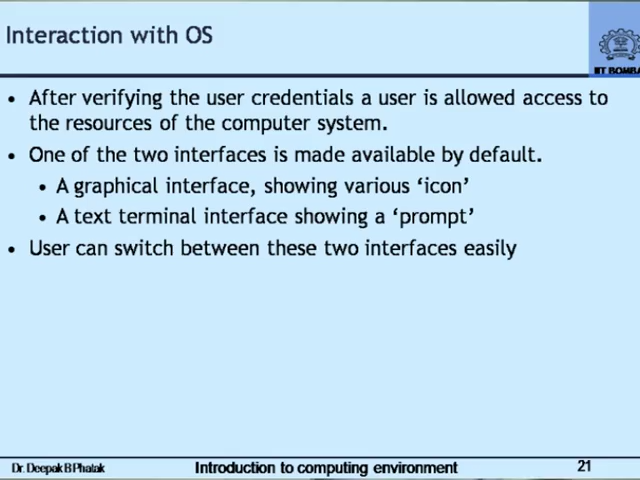 Interaction with OS
IIT BOMBA
• After verifying the user credentials a user is allowed access to
the resources of the computer system.
• One of the two interfaces is made available by default.
• A graphical interface, showing various ‘icon’
• A text terminal interface showing a ‘prompt’
• User can switch between these two interfaces easily
Dr. Deepak B Phatak
Introduction to computing environment
21